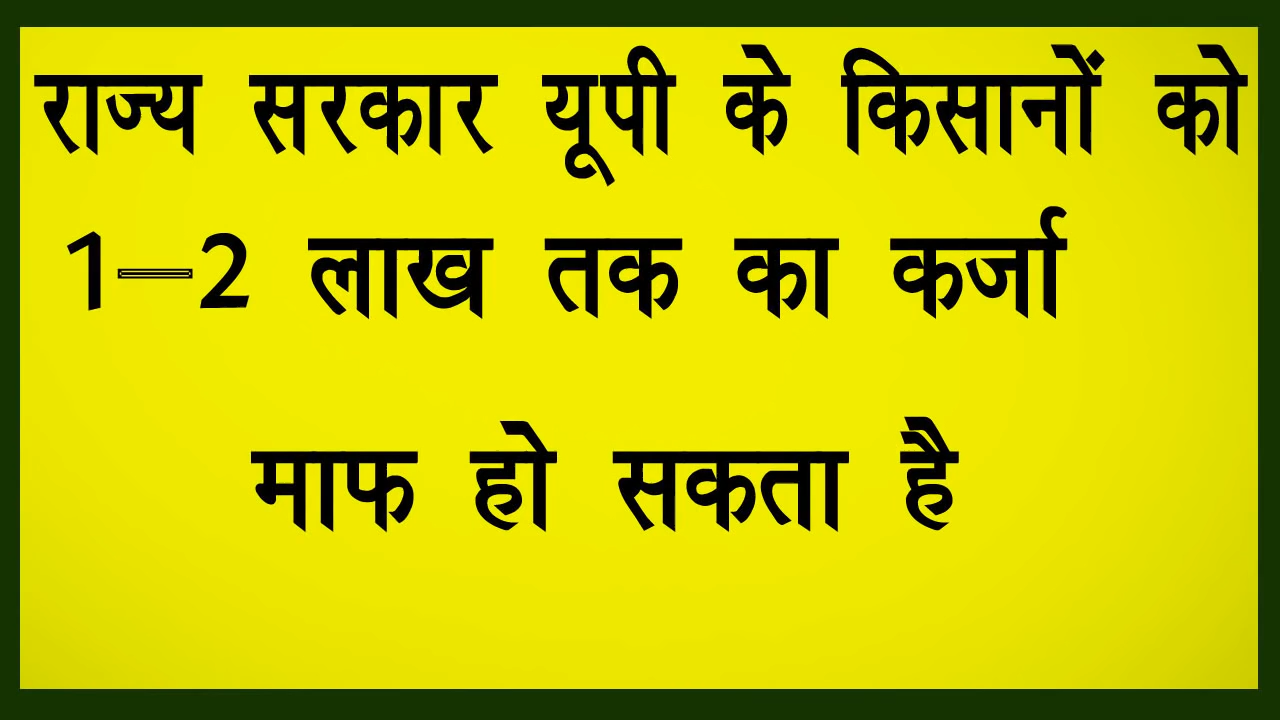 राज्य सरकार यूपी के किसानों को
1—2 लाख तक का कर्जा
माफ हो सकता है